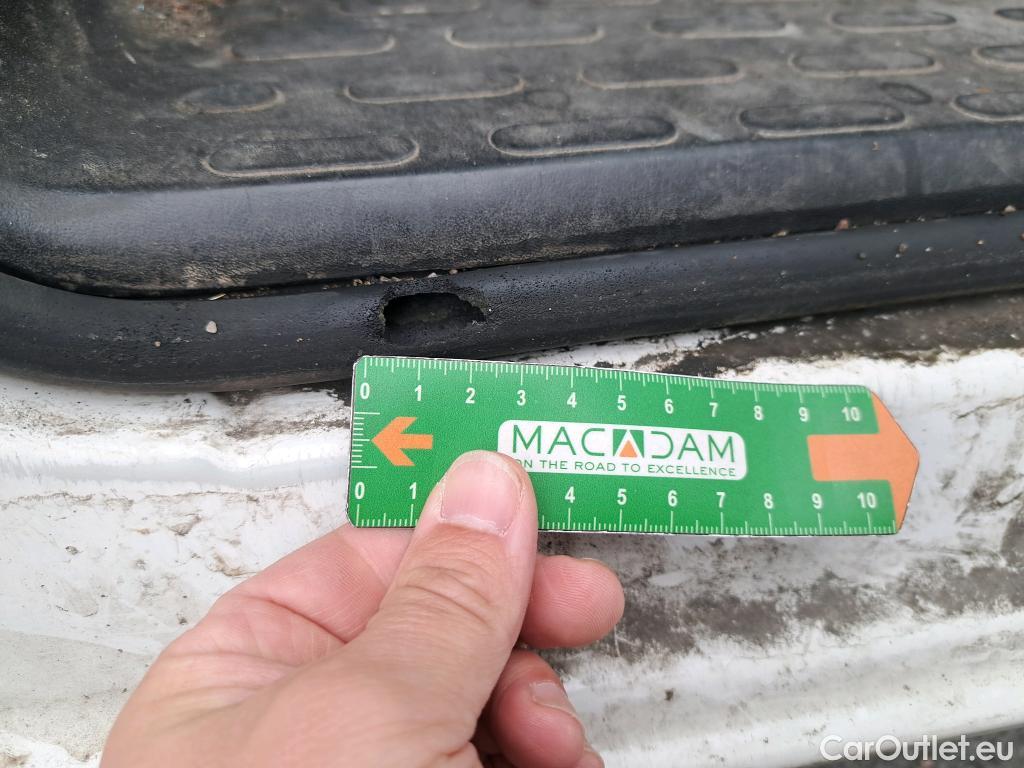 0 1 2 3 4 5 6 7 8 9 10
MACADAM
ON THE ROAD TO EXCELLENCE
0 1 4 5 6 7 8 9 10
CarOutlet.eu